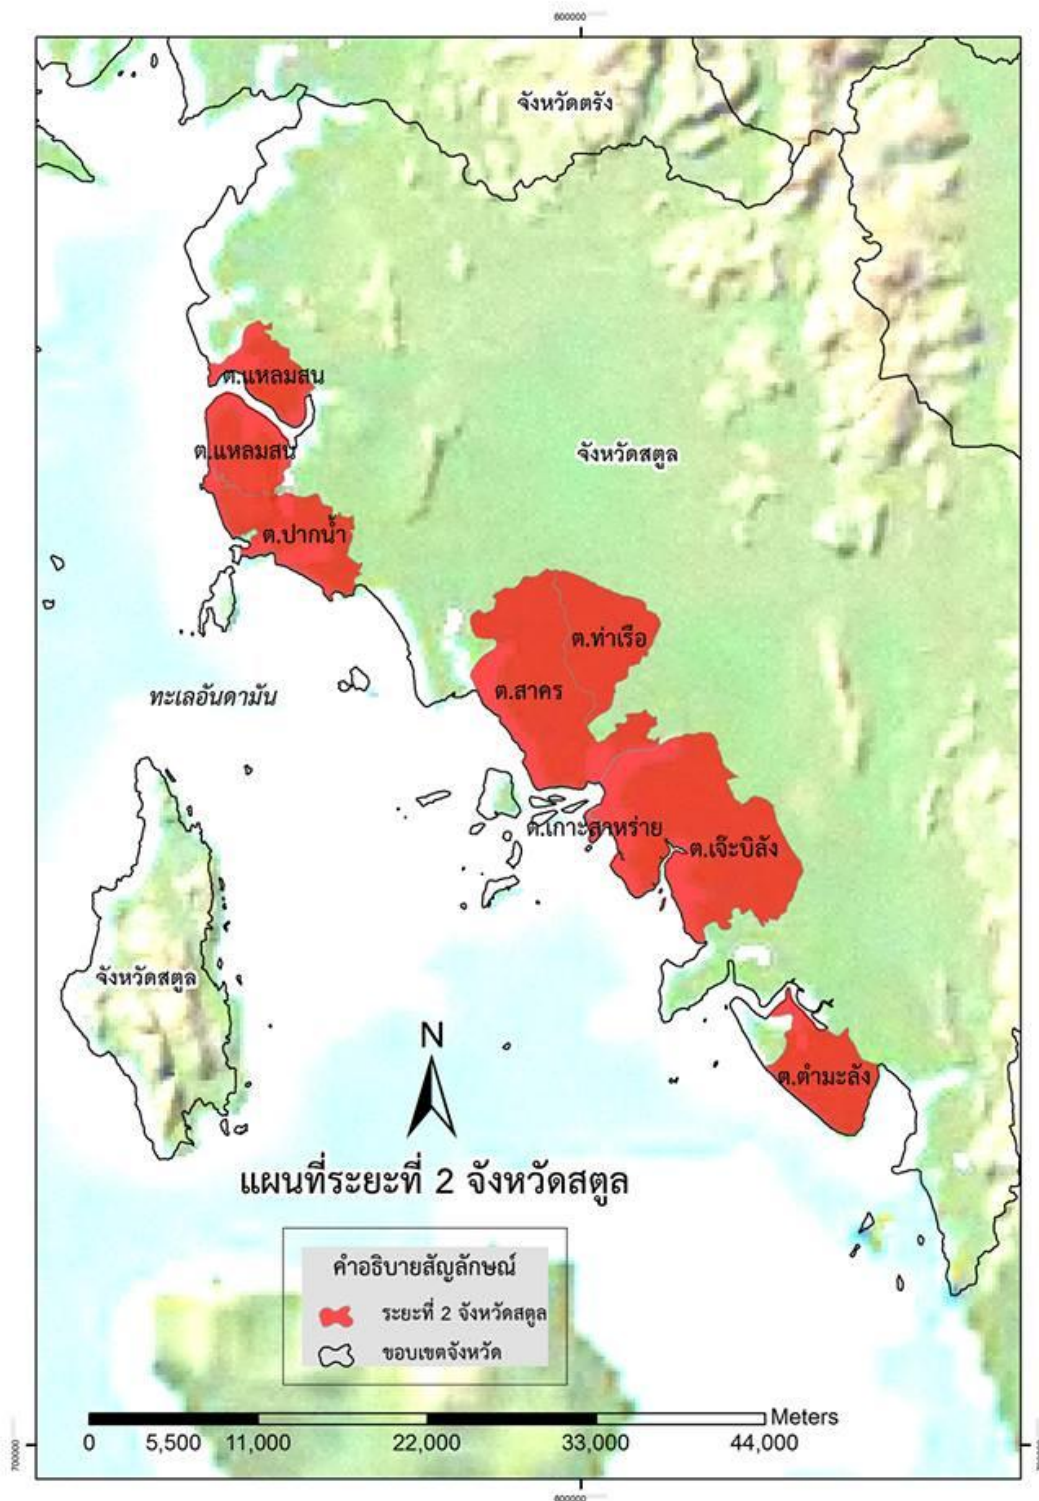 600000
จังหวัดตรัง
ต.แหลมสน
ต.แหลมสน
จังหวัดสตูล
ต.ปากน้ำ
ต.ท่าเรือ
ต.สาคร
ทะเลอันดามัน
ต.เกาะสาหร่าย
ต.เจ๊ะบิลัง
จังหวัดสตูล
N
ต.ตำมะลัง
แผนที่ระยะที่ 2 จังหวัดสตูล
คำอธิบายสัญลักษณ์
ระยะที่ 2 จังหวัดสตูล
ขอบเขตจังหวัด
Meters
0 5,500 11,000 22,000 33,000 44,000
700000
600000